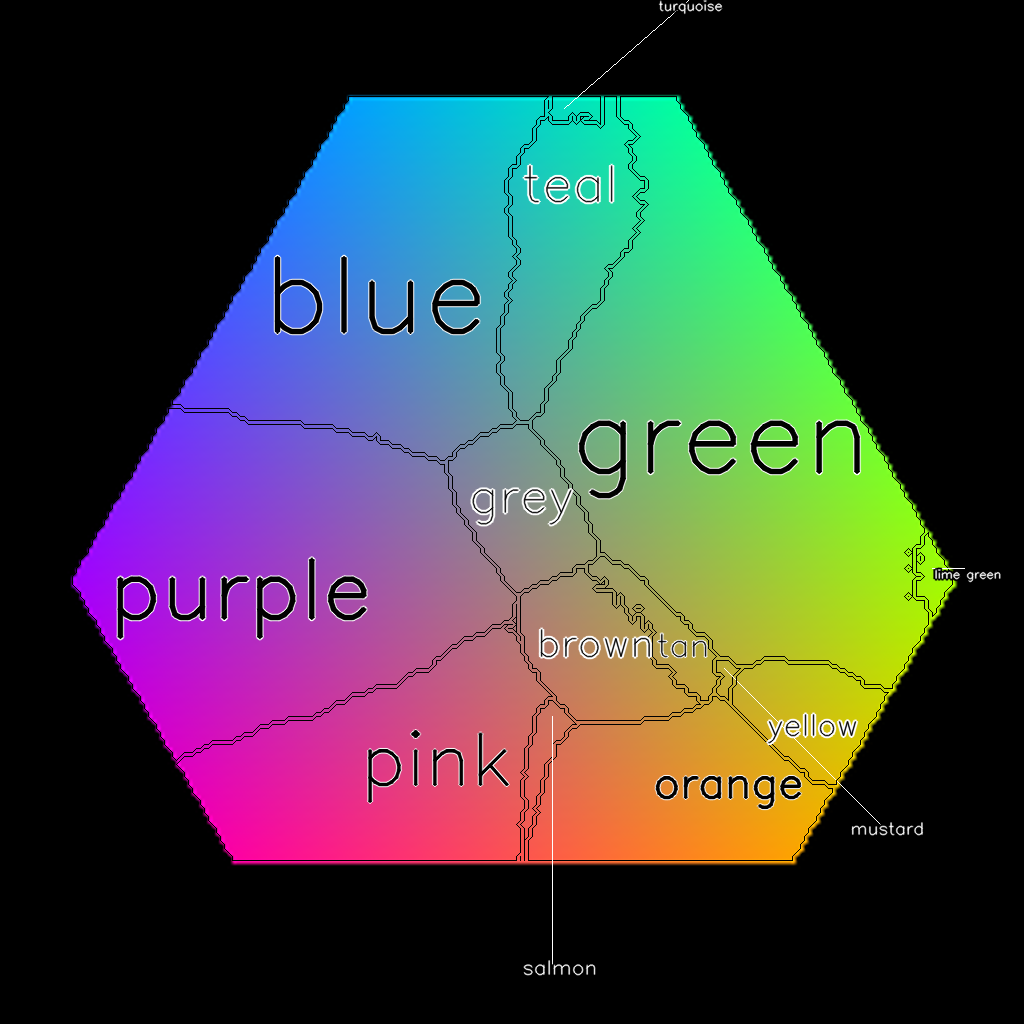 turquoise
teal
blue
green
grey
lime green
purple
brown
tan
yellow
pink
orange
mustard
salmon